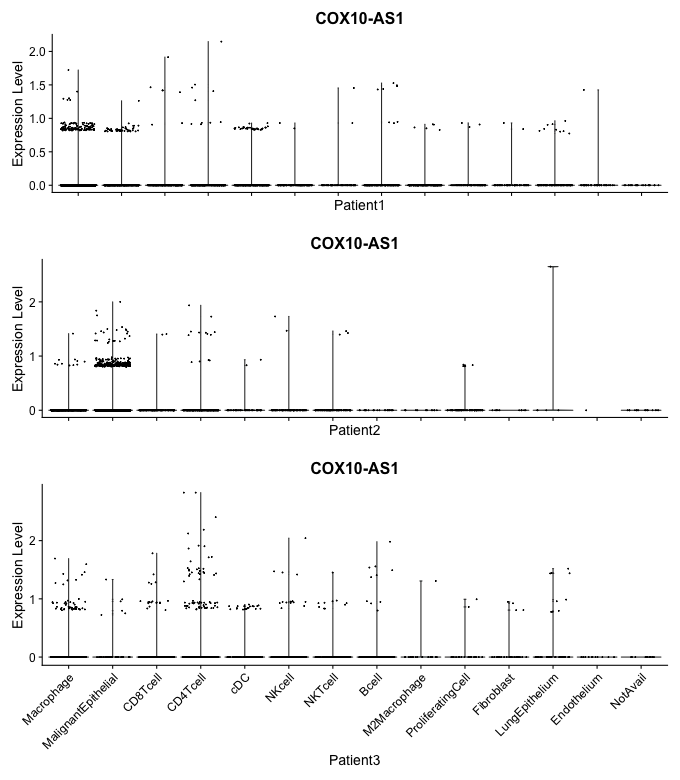 COX10-AS1
Expression Level
2.0
1.5
1.0
0.5
0.0
Patient1
COX10-AS1
Expression Level
2
1
0
Patient2
COX10-AS1
Expression Level
2
1
0
Macrophage
MalignantEpithelial
CD8Tcell
CD4Tcell
cDC
NKcell
NKTcell
Bcell
M2Macrophage
ProliferatingCell
Fibroblast
LungEpithelium
Endothelium
NotAvail
Patient3